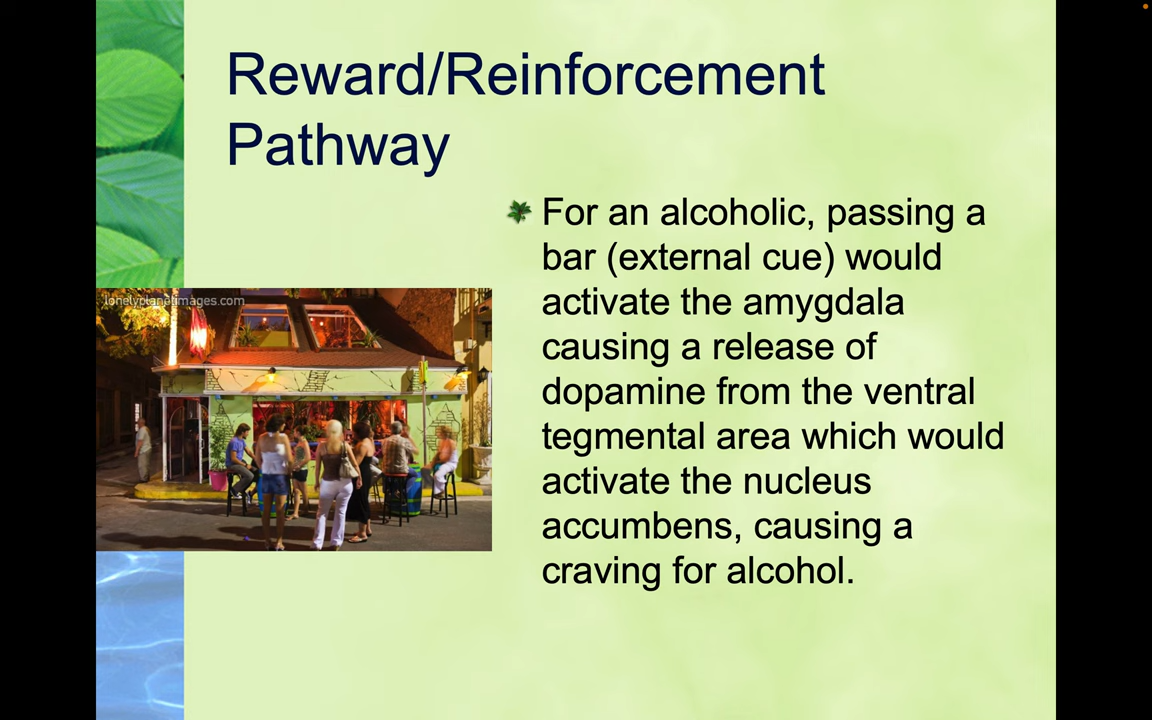 Reward/Reinforcement
Pathway
For an alcoholic, passing a
bar (external cue) would
activate the amygdala
causing a release of
dopamine from the ventral
tegmental area which would
activate the nucleus
accumbens, causing a
craving for alcohol.
lonelyplanetimages.com